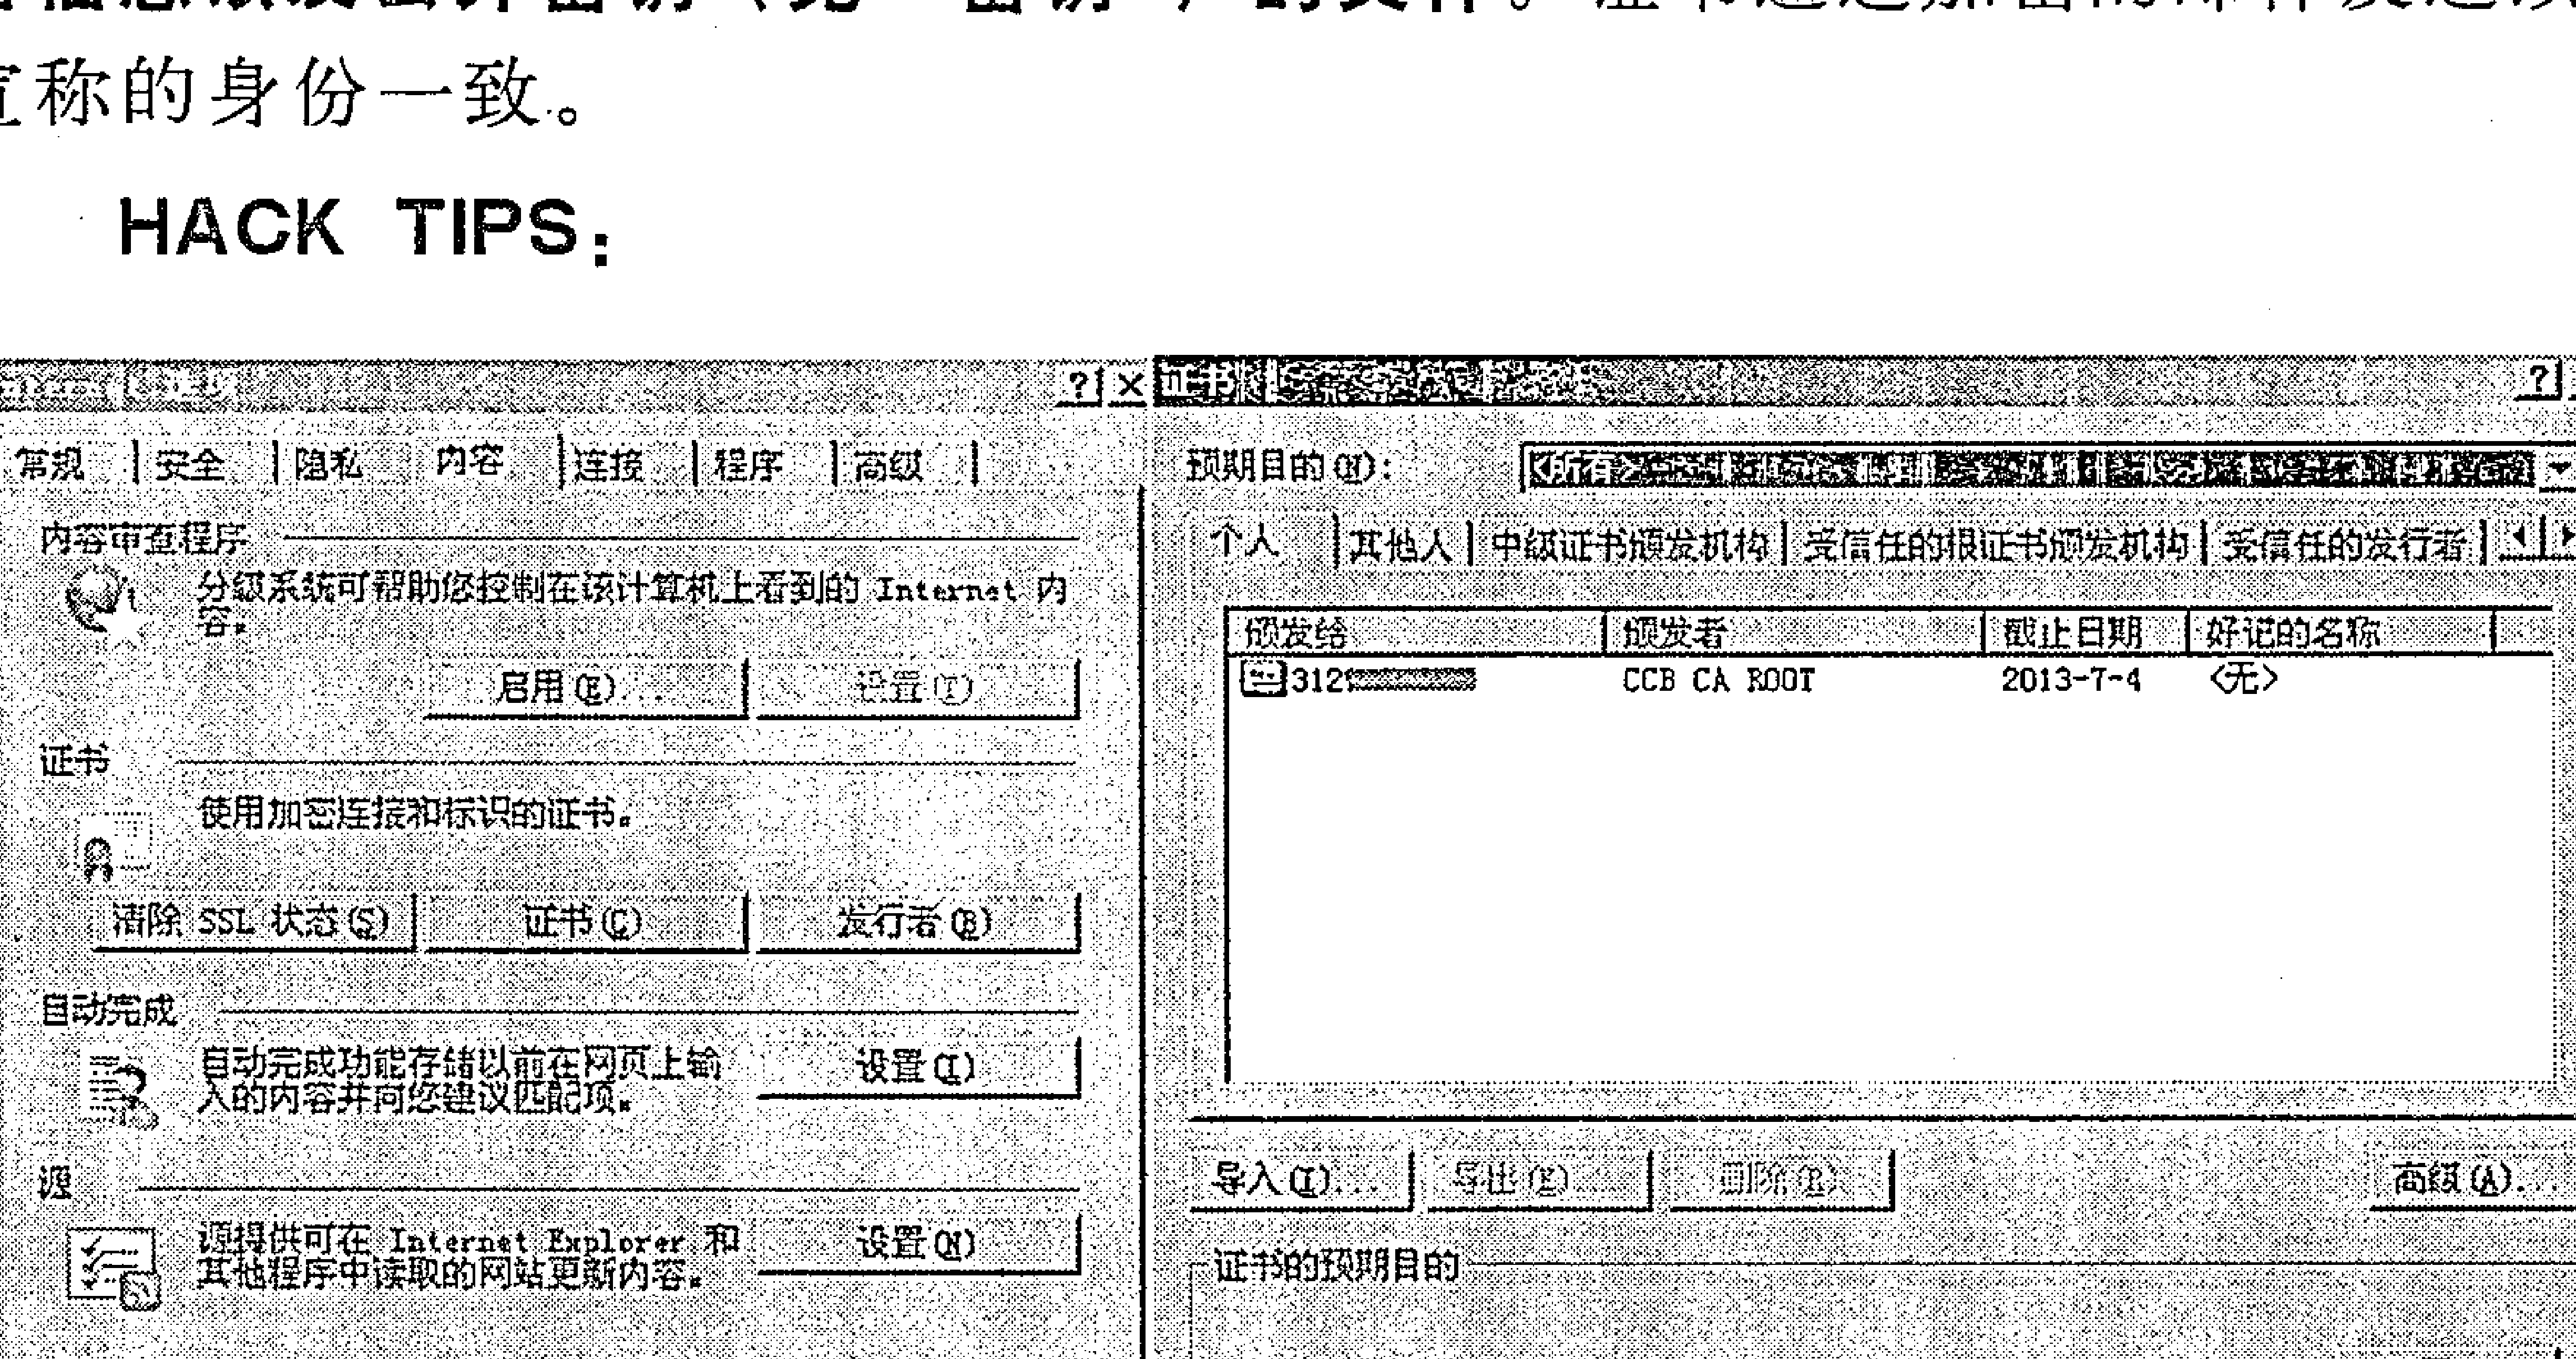 宣称的身份一致。
HACK TIPS:
常规 安全 隐私 内容 连接 程序 高级
内容审查程序
分级系统可帮助您控制在该计算机上看到的 Internet 内
容。
启用(E)... 设置(T)
证书
使用加密连接和标识的证书。
清除 SSL 状态(S) 证书(C) 发行者(B)
自动完成
自动完成功能存储以前在网页上输
入的内容并向您建议匹配项。
设置(I)
源
源提供可在 Internet Explorer 和
其他程序中读取的网站更新内容。
设置(N)
证书
预期目的(N): <所有>
个人 其他人 中级证书颁发机构 受信任的根证书颁发机构 受信任的发行者
颁发给 颁发者 截止日期 好记的名称
312 CCB CA ROOT 2013-7-4 <无>
导入(I)... 导出(E)... 删除(R) 高级(A)...
证书的预期目的